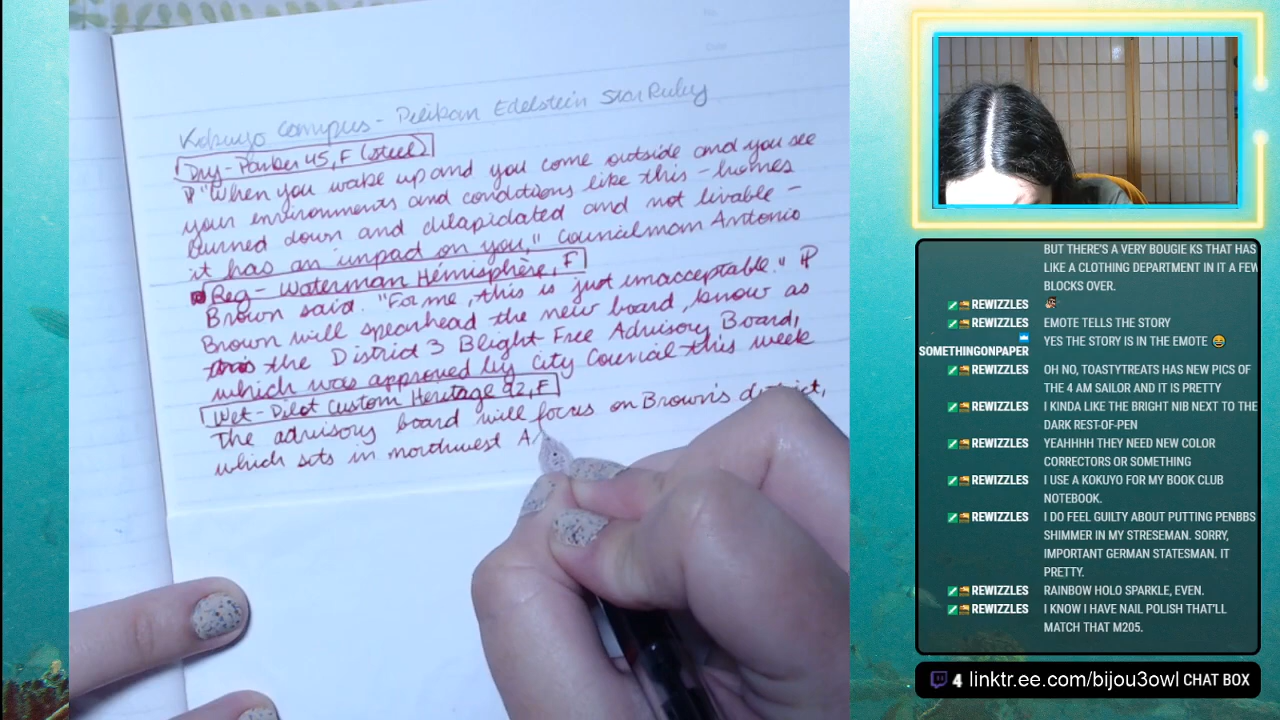 Kokuyo Campus - Pelikan Edelstein Star Ruby
Dry - Parker 45, F (steel)
"When you wake up and you come outside and you see
your environments and conditions like this - homes
burned down and dilapidated and not livable -
it has an impact on you," Councilman Antonio
Reg - Waterman Hémisphère, F
Brown said. "For me, this is just unacceptable."
Brown will spearhead the new board, know as
the District 3 Blight Free Advisory Board,
which was approved by City Council this week
Wet - Pilot Custom Heritage 92, F
The advisory board will focus on Brown's district,
which sits in northwest A
BUT THERE'S A VERY BOUGIE KS THAT HAS
LIKE A CLOTHING DEPARTMENT IN IT A FEW
BLOCKS OVER.
REWIZZLES
REWIZZLES EMOTE TELLS THE STORY
SOMETHINGONPAPER YES THE STORY IS IN THE EMOTE
REWIZZLES OH NO, TOASTYTREATS HAS NEW PICS OF
THE 4 AM SAILOR AND IT IS PRETTY
REWIZZLES I KINDA LIKE THE BRIGHT NIB NEXT TO THE
DARK REST-OF-PEN
REWIZZLES YEAHHHH THEY NEED NEW COLOR
CORRECTORS OR SOMETHING
REWIZZLES I USE A KOKUYO FOR MY BOOK CLUB
NOTEBOOK.
REWIZZLES I DO FEEL GUILTY ABOUT PUTTING PENBBS
SHIMMER IN MY STRESEMAN. SORRY,
IMPORTANT GERMAN STATESMAN. IT
PRETTY.
REWIZZLES RAINBOW HOLO SPARKLE, EVEN.
REWIZZLES I KNOW I HAVE NAIL POLISH THAT'LL
MATCH THAT M205.
4 linktr.ee.com/bijou3owl CHAT BOX